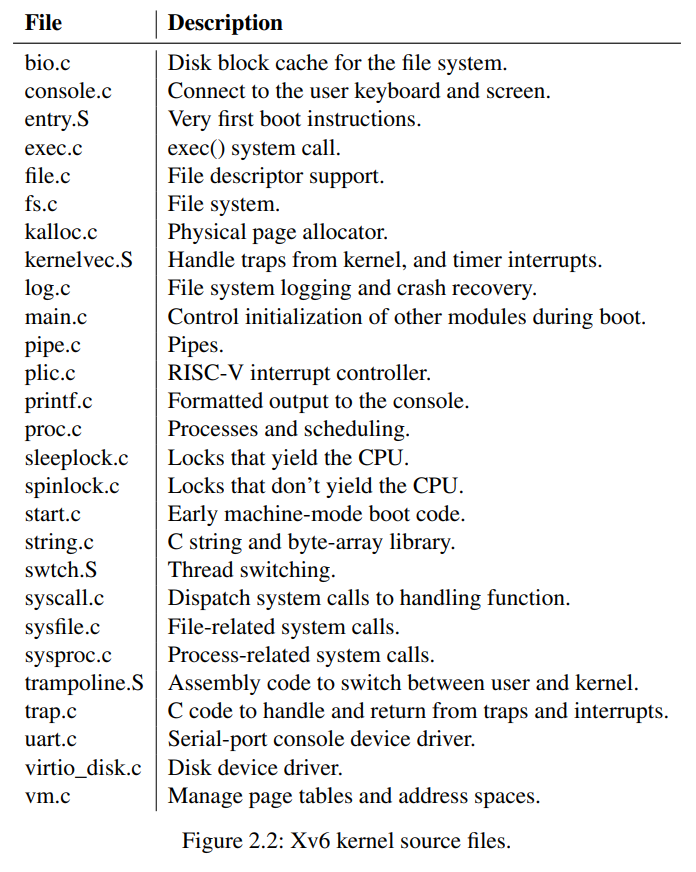 File Description
bio.c Disk block cache for the file system.
console.c Connect to the user keyboard and screen.
entry.S Very first boot instructions.
exec.c exec() system call.
file.c File descriptor support.
fs.c File system.
kalloc.c Physical page allocator.
kernelvec.S Handle traps from kernel, and timer interrupts.
log.c File system logging and crash recovery.
main.c Control initialization of other modules during boot.
pipe.c Pipes.
plic.c RISC-V interrupt controller.
printf.c Formatted output to the console.
proc.c Processes and scheduling.
sleeplock.c Locks that yield the CPU.
spinlock.c Locks that don’t yield the CPU.
start.c Early machine-mode boot code.
string.c C string and byte-array library.
swtch.S Thread switching.
syscall.c Dispatch system calls to handling function.
sysfile.c File-related system calls.
sysproc.c Process-related system calls.
trampoline.S Assembly code to switch between user and kernel.
trap.c C code to handle and return from traps and interrupts.
uart.c Serial-port console device driver.
virtio_disk.c Disk device driver.
vm.c Manage page tables and address spaces.
Figure 2.2: Xv6 kernel source files.